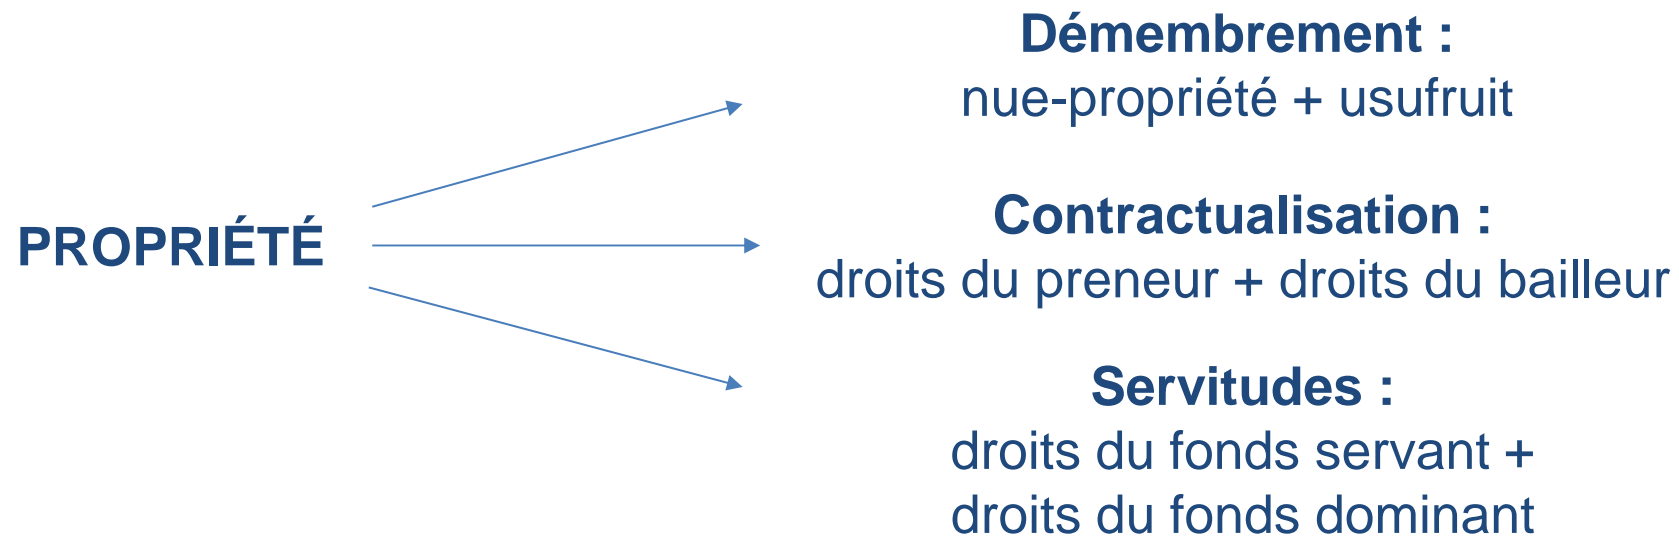 PROPRIÉTÉ
Démembrement :
nue-propriété + usufruit
Contractualisation :
droits du preneur + droits du bailleur
Servitudes :
droits du fonds servant +
droits du fonds dominant